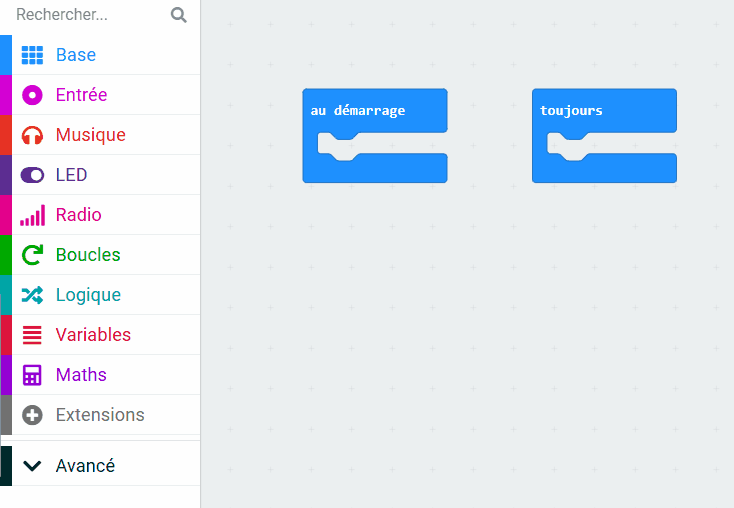 Rechercher...
Base
Entrée
Musique
LED
Radio
Boucles
Logique
Variables
Maths
Extensions
Avancé
au démarrage
toujours